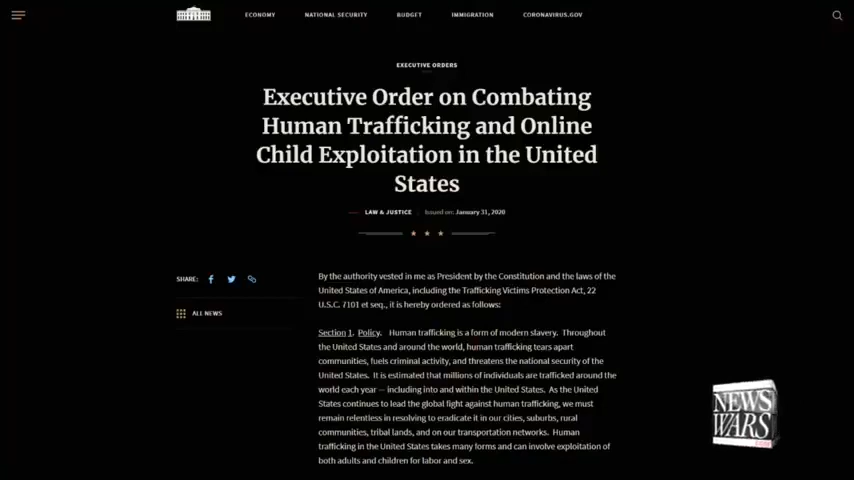 ECONOMY NATIONAL SECURITY BUDGET IMMIGRATION CORONAVIRUS.GOV
EXECUTIVE ORDERS
Executive Order on Combating
Human Trafficking and Online
Child Exploitation in the United
States
LAW & JUSTICE Issued on: January 31, 2020
SHARE:
ALL NEWS
By the authority vested in me as President by the Constitution and the laws of the
United States of America, including the Trafficking Victims Protection Act, 22
U.S.C. 7101 et seq., it is hereby ordered as follows:
Section 1. Policy. Human trafficking is a form of modern slavery. Throughout
the United States and around the world, human trafficking tears apart
communities, fuels criminal activity, and threatens the national security of the
United States. It is estimated that millions of individuals are trafficked around the
world each year — including into and within the United States. As the United
States continues to lead the global fight against human trafficking, we must
remain relentless in resolving to eradicate it in our cities, suburbs, rural
communities, tribal lands, and on our transportation networks. Human
trafficking in the United States takes many forms and can involve exploitation of
both adults and children for labor and sex.
NEWS
WARS